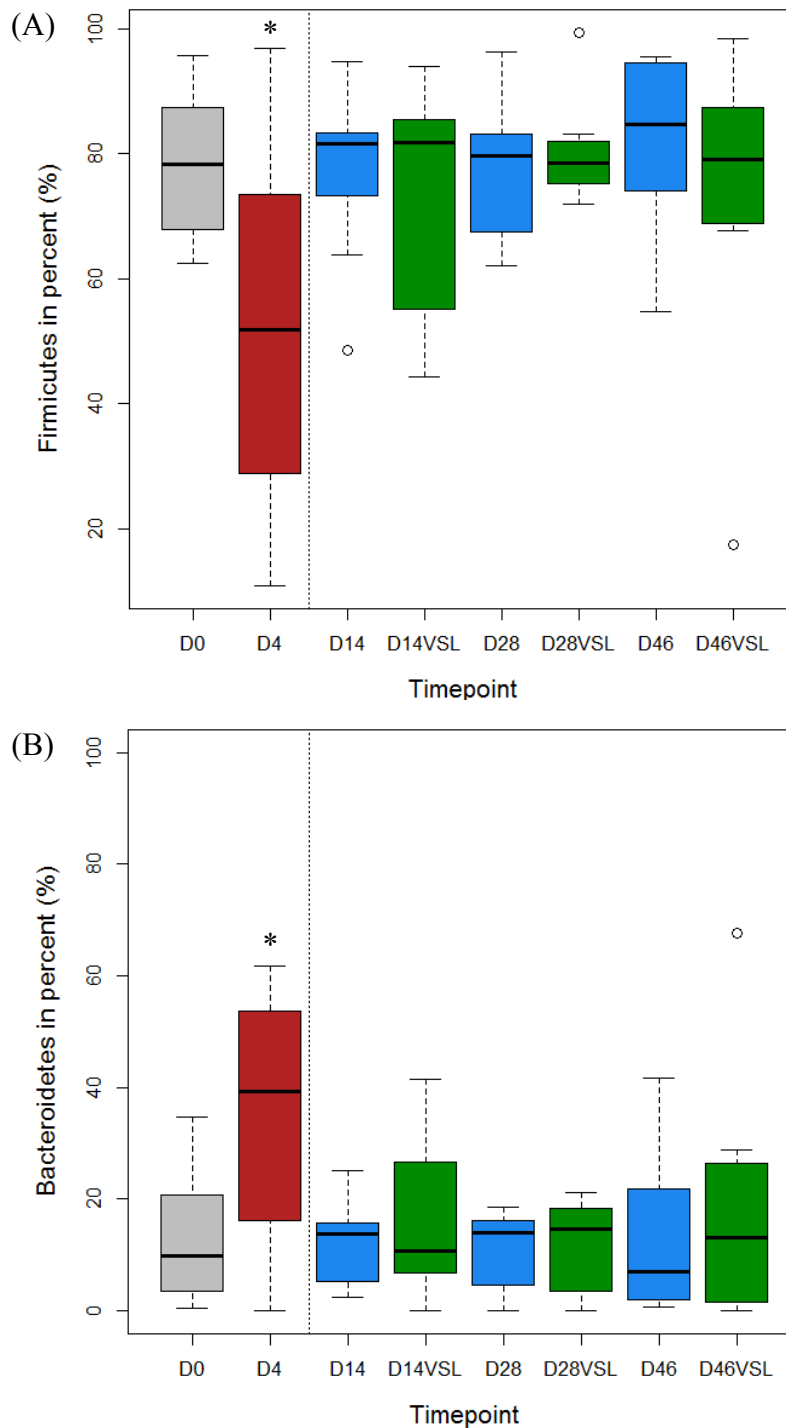 (A)
Firmicutes in percent (%)
100
80
60
40
20
*
D0 D4 D14 D14VSL D28 D28VSL D46 D46VSL
Timepoint
(B)
Bacteroidetes in percent (%)
100
80
60
40
20
0
*
D0 D4 D14 D14VSL D28 D28VSL D46 D46VSL
Timepoint